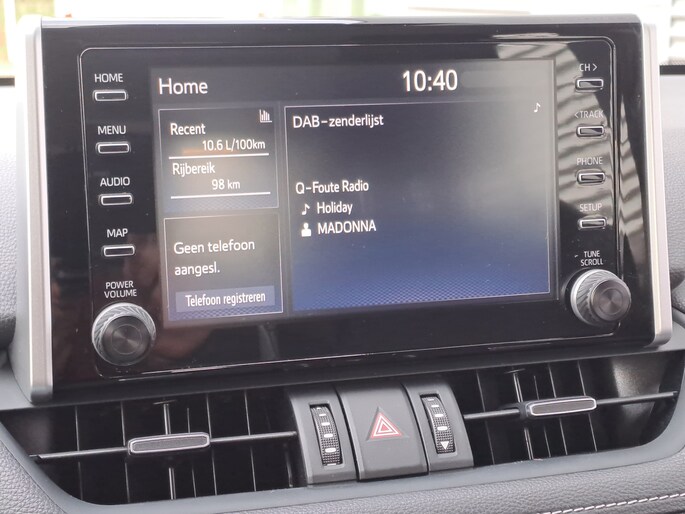 Home
10:40
HOME
MENU
AUDIO
MAP
POWER
VOLUME
Recent
10.6 L/100km
Rijbereik
98 km
Geen telefoon
aangesl.
Telefoon registreren
DAB-zenderlijst
Q-Foute Radio
Holiday
MADONNA
CH >
< TRACK
PHONE
SETUP
TUNE
SCROLL